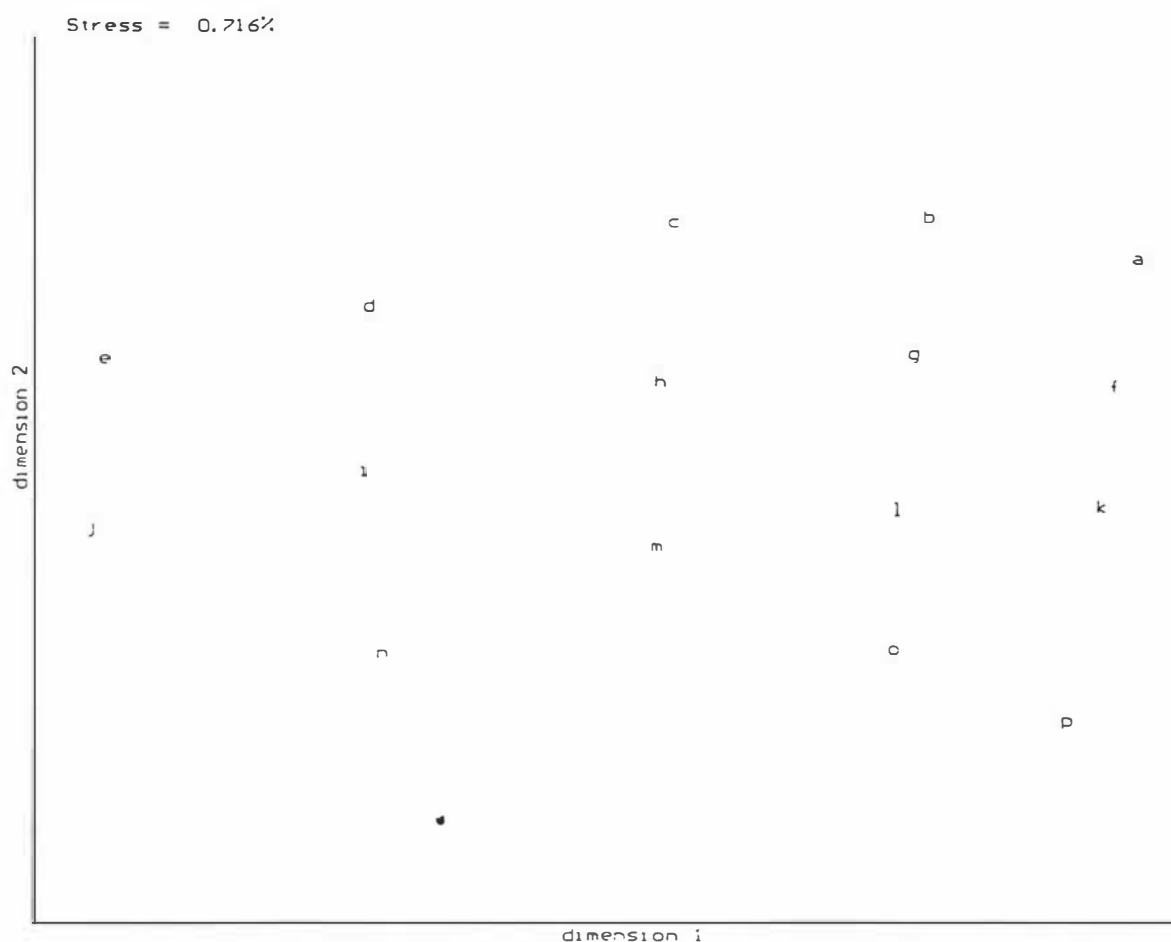 Stress = 0.716%
c
b
a
d
e
g
h
f
i
l
k
j
m
n
o
p
dimension 2
dimension 1